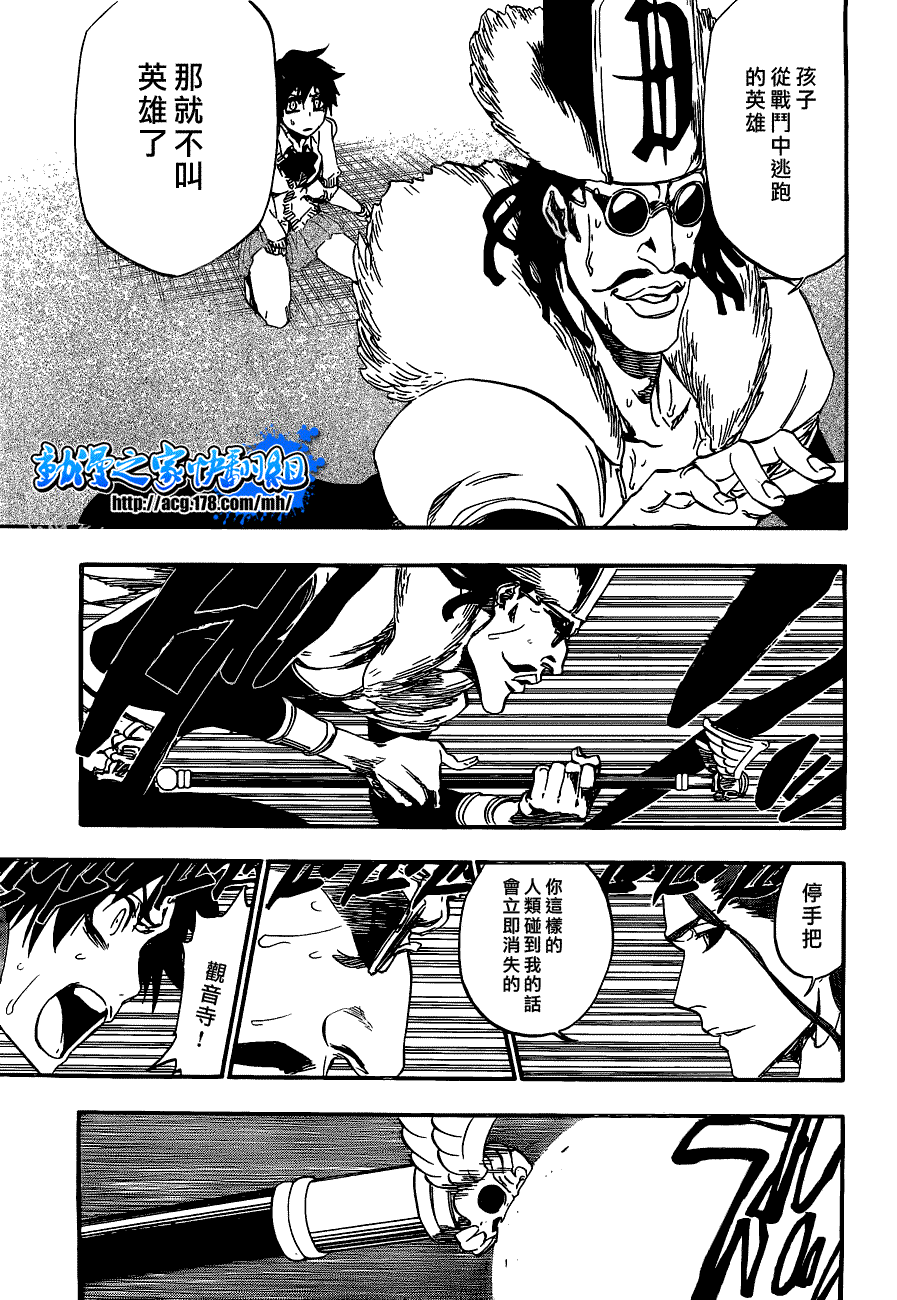 孩子
從戰鬥中逃跑
的英雄
那就不叫
英雄了
動漫之家快翻組
http://acg.178.com/mh/
停手把
你這樣的
人類碰到我的話
會立即消失的
觀音寺！